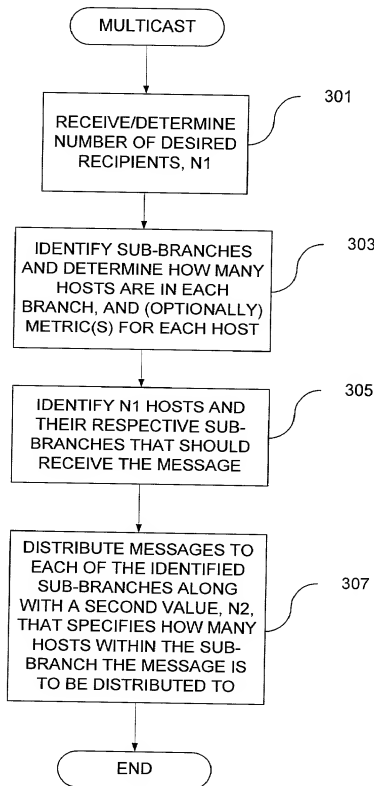 MULTICAST
301
RECEIVE/DETERMINE
NUMBER OF DESIRED
RECIPIENTS, N1
303
IDENTIFY SUB-BRANCHES
AND DETERMINE HOW MANY
HOSTS ARE IN EACH
BRANCH, AND (OPTIONALLY)
METRIC(S) FOR EACH HOST
305
IDENTIFY N1 HOSTS AND
THEIR RESPECTIVE SUB-
BRANCHES THAT SHOULD
RECEIVE THE MESSAGE
307
DISTRIBUTE MESSAGES TO
EACH OF THE IDENTIFIED
SUB-BRANCHES ALONG
WITH A SECOND VALUE, N2,
THAT SPECIFIES HOW MANY
HOSTS WITHIN THE SUB-
BRANCH THE MESSAGE IS
TO BE DISTRIBUTED TO
END